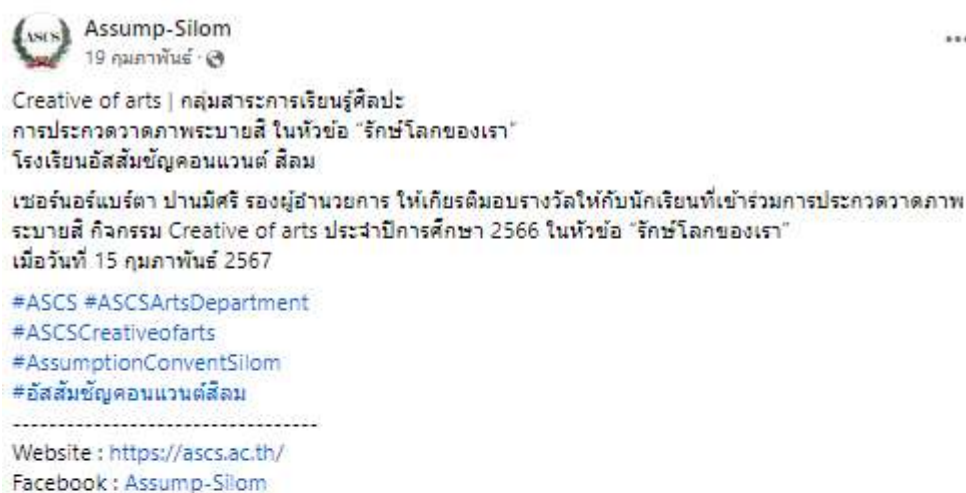 ASCS
Assump-Silom
19 กุมภาพันธ์ ·
Creative of arts | กลุ่มสาระการเรียนรู้ศิลปะ
การประกวดวาดภาพระบายสี ในหัวข้อ "รักษ์โลกของเรา"
โรงเรียนอัสสัมชัญคอนแวนต์ สีลม
เซอร์นอร์แบร์ตา ปานมีศรี รองผู้อำนวยการ ให้เกียรติมอบรางวัลให้กับนักเรียนที่เข้าร่วมการประกวดวาดภาพ
ระบายสี กิจกรรม Creative of arts ประจำปีการศึกษา 2566 ในหัวข้อ "รักษ์โลกของเรา"
เมื่อวันที่ 15 กุมภาพันธ์ 2567
#ASCS #ASCSArtsDepartment
#ASCSCreativeofarts
#AssumptionConventSilom
#อัสสัมชัญคอนแวนต์สีลม
----------------------------------
Website : https://ascs.ac.th/
Facebook : Assump-Silom